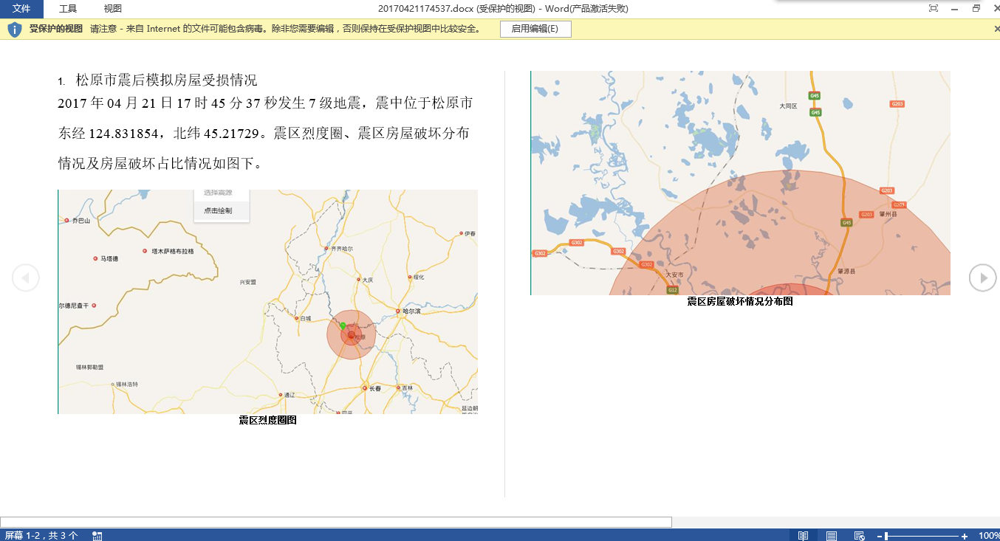 文件 工具 视图 20170421174537.docx (受保护的视图) - Word(产品激活失败)
受保护的视图 请注意 - 来自 Internet 的文件可能包含病毒。除非您需要编辑，否则保持在受保护视图中比较安全。 启用编辑(E)
1. 松原市震后模拟房屋受损情况
2017 年 04 月 21 日 17 时 45 分 37 秒发生 7 级地震，震中位于松原市
东经 124.831854，北纬 45.21729。震区烈度圈、震区房屋破坏分布
情况及房屋破坏占比情况如图下。
选择震源
点击绘制
乔巴山
伊春
齐齐哈尔
塔木萨格布拉格
马塔德
大庆
绥化
兴安盟
尔德尼查干
哈尔滨
白城
松原
锡林郭勒盟
锡林浩特
长春
吉林
通辽
四平
延边朝
震区烈度圈图
G45
大同区
G203
G45
G203
G203
G203
肇州县
G45
G302
G302
G302
G302
肇源县
大安市
G12
震区房屋破坏情况分布图
屏幕 1-2，共 3 个
100%